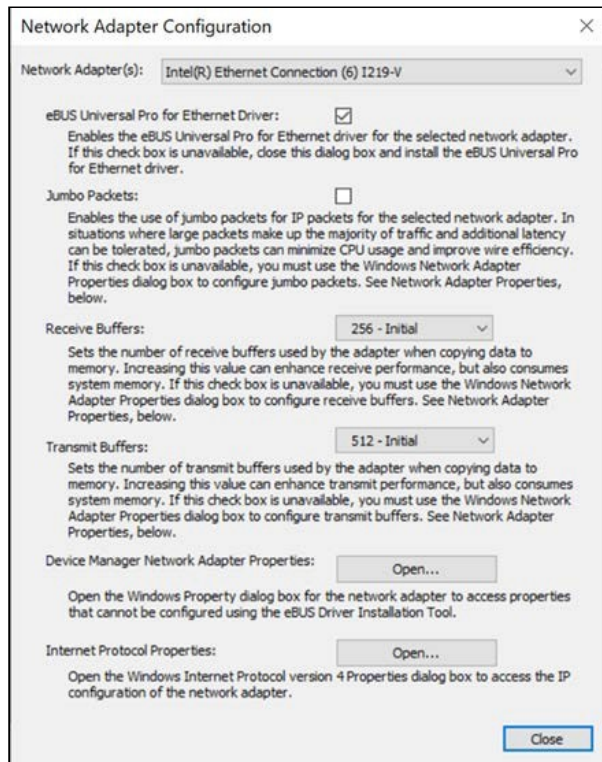 Network Adapter Configuration
Network Adapter(s): Intel(R) Ethernet Connection (6) I219-V
eBUS Universal Pro for Ethernet Driver:
Enables the eBUS Universal Pro for Ethernet driver for the selected network adapter.
If this check box is unavailable, close this dialog box and install the eBUS Universal Pro
for Ethernet driver.
Jumbo Packets:
Enables the use of jumbo packets for IP packets for the selected network adapter. In
situations where large packets make up the majority of traffic and additional latency
can be tolerated, jumbo packets can minimize CPU usage and improve wire efficiency.
If this check box is unavailable, you must use the Windows Network Adapter
Properties dialog box to configure jumbo packets. See Network Adapter Properties,
below.
Receive Buffers: 256 - Initial
Sets the number of receive buffers used by the adapter when copying data to
memory. Increasing this value can enhance receive performance, but also consumes
system memory. If this check box is unavailable, you must use the Windows Network
Adapter Properties dialog box to configure receive buffers. See Network Adapter
Properties, below.
Transmit Buffers: 512 - Initial
Sets the number of transmit buffers used by the adapter when copying data to
memory. Increasing this value can enhance transmit performance, but also consumes
system memory. If this check box is unavailable, you must use the Windows Network
Adapter Properties dialog box to configure transmit buffers. See Network Adapter
Properties, below.
Device Manager Network Adapter Properties: Open...
Open the Windows Property dialog box for the network adapter to access properties
that cannot be configured using the eBUS Driver Installation Tool.
Internet Protocol Properties: Open...
Open the Windows Internet Protocol version 4 Properties dialog box to access the IP
configuration of the network adapter.
Close